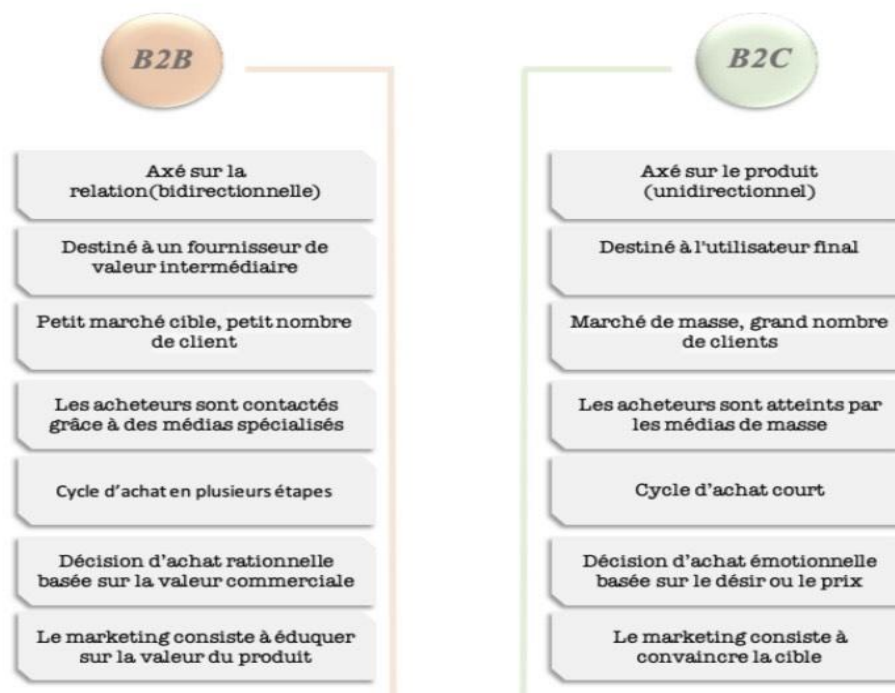 B2B
Axé sur la
relation(bidirectionnelle)
Destiné à un fournisseur de
valeur intermédiaire
Petit marché cible, petit nombre
de client
Les acheteurs sont contactés
grâce à des médias spécialisés
Cycle d'achat en plusieurs étapes
Décision d'achat rationnelle
basée sur la valeur commerciale
Le marketing consiste à éduquer
sur la valeur du produit
B2C
Axé sur le produit
(unidirectionnel)
Destiné à l'utilisateur final
Marché de masse, grand nombre
de clients
Les acheteurs sont atteints par
les médias de masse
Cycle d'achat court
Décision d'achat émotionnelle
basée sur le désir ou le prix
Le marketing consiste à
convaincre la cible